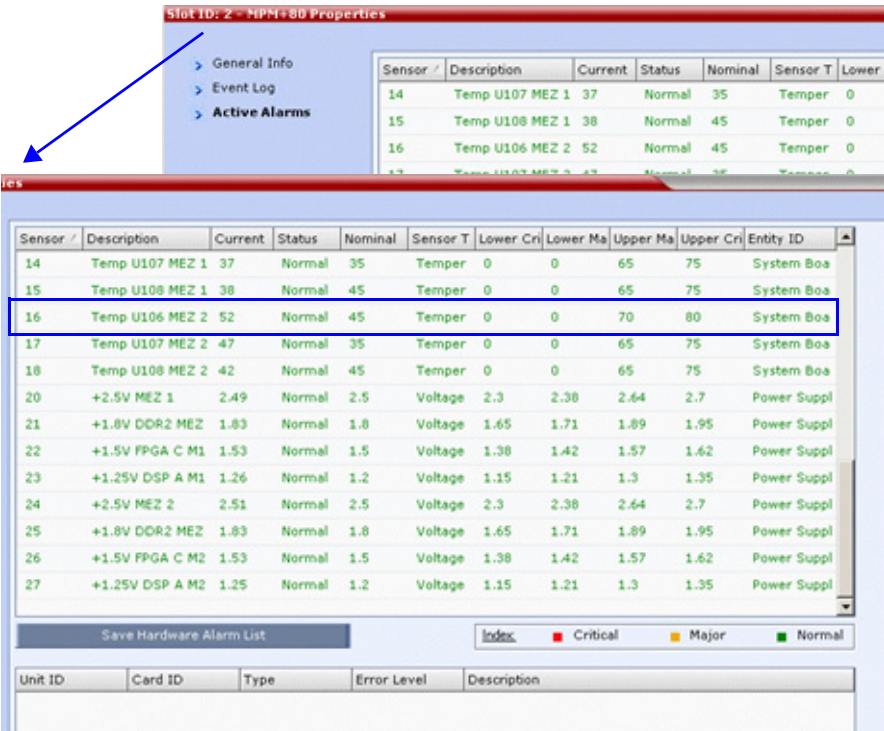 Slot ID: 2 - MPM+80 Properties
General Info
Event Log
Active Alarms
Sensor Description Current Status Nominal Sensor T Lower
14 Temp U107 MEZ 1 37 Normal 35 Temper 0
15 Temp U108 MEZ 1 38 Normal 45 Temper 0
16 Temp U106 MEZ 2 52 Normal 45 Temper 0
ies
Sensor Description Current Status Nominal Sensor T Lower Cri Lower Ma Upper Ma Upper Cri Entity ID
14 Temp U107 MEZ 1 37 Normal 35 Temper 0 0 65 75 System Boa
15 Temp U108 MEZ 1 38 Normal 45 Temper 0 0 65 75 System Boa
16 Temp U106 MEZ 2 52 Normal 45 Temper 0 0 70 80 System Boa
17 Temp U107 MEZ 2 47 Normal 35 Temper 0 0 65 75 System Boa
18 Temp U108 MEZ 2 42 Normal 45 Temper 0 0 65 75 System Boa
20 +2.5V MEZ 1 2.49 Normal 2.5 Voltage 2.3 2.38 2.64 2.7 Power Suppl
21 +1.8V DDR2 MEZ 1.83 Normal 1.8 Voltage 1.65 1.71 1.89 1.95 Power Suppl
22 +1.5V FPGA C M1 1.53 Normal 1.5 Voltage 1.38 1.42 1.57 1.62 Power Suppl
23 +1.25V DSP A M1 1.26 Normal 1.2 Voltage 1.15 1.21 1.3 1.35 Power Suppl
24 +2.5V MEZ 2 2.51 Normal 2.5 Voltage 2.3 2.38 2.64 2.7 Power Suppl
25 +1.8V DDR2 MEZ 1.83 Normal 1.8 Voltage 1.65 1.71 1.89 1.95 Power Suppl
26 +1.5V FPGA C M2 1.53 Normal 1.5 Voltage 1.38 1.42 1.57 1.62 Power Suppl
27 +1.25V DSP A M2 1.25 Normal 1.2 Voltage 1.15 1.21 1.3 1.35 Power Suppl
Save Hardware Alarm List
Index Critical Major Normal
Unit ID Card ID Type Error Level Description